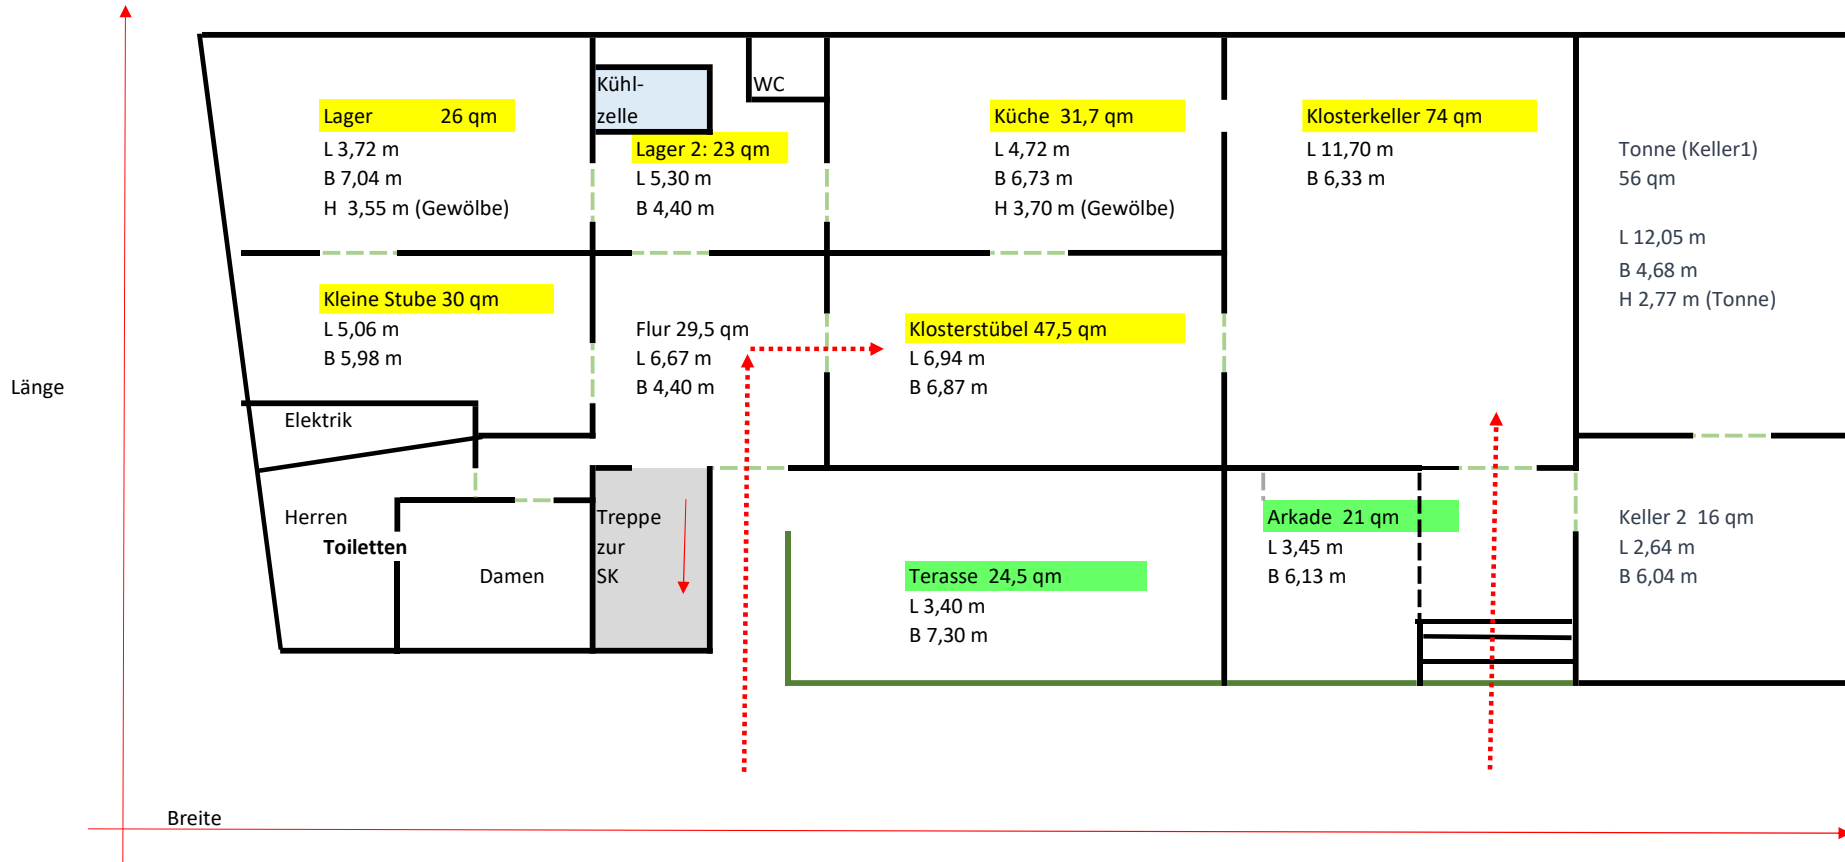 Lager 26 qm
L 3,72 m
B 7,04 m
H 3,55 m (Gewölbe)
Kühl-
zelle
WC
Lager 2: 23 qm
L 5,30 m
B 4,40 m
Küche 31,7 qm
L 4,72 m
B 6,73 m
H 3,70 m (Gewölbe)
Klosterkeller 74 qm
L 11,70 m
B 6,33 m
Tonne (Keller1)
56 qm
L 12,05 m
B 4,68 m
H 2,77 m (Tonne)
Kleine Stube 30 qm
L 5,06 m
B 5,98 m
Flur 29,5 qm
L 6,67 m
B 4,40 m
Klosterstübel 47,5 qm
L 6,94 m
B 6,87 m
Länge
Elektrik
Herren
Toiletten
Damen
Treppe
zur
SK
Terasse 24,5 qm
L 3,40 m
B 7,30 m
Arkade 21 qm
L 3,45 m
B 6,13 m
Keller 2 16 qm
L 2,64 m
B 6,04 m
Breite